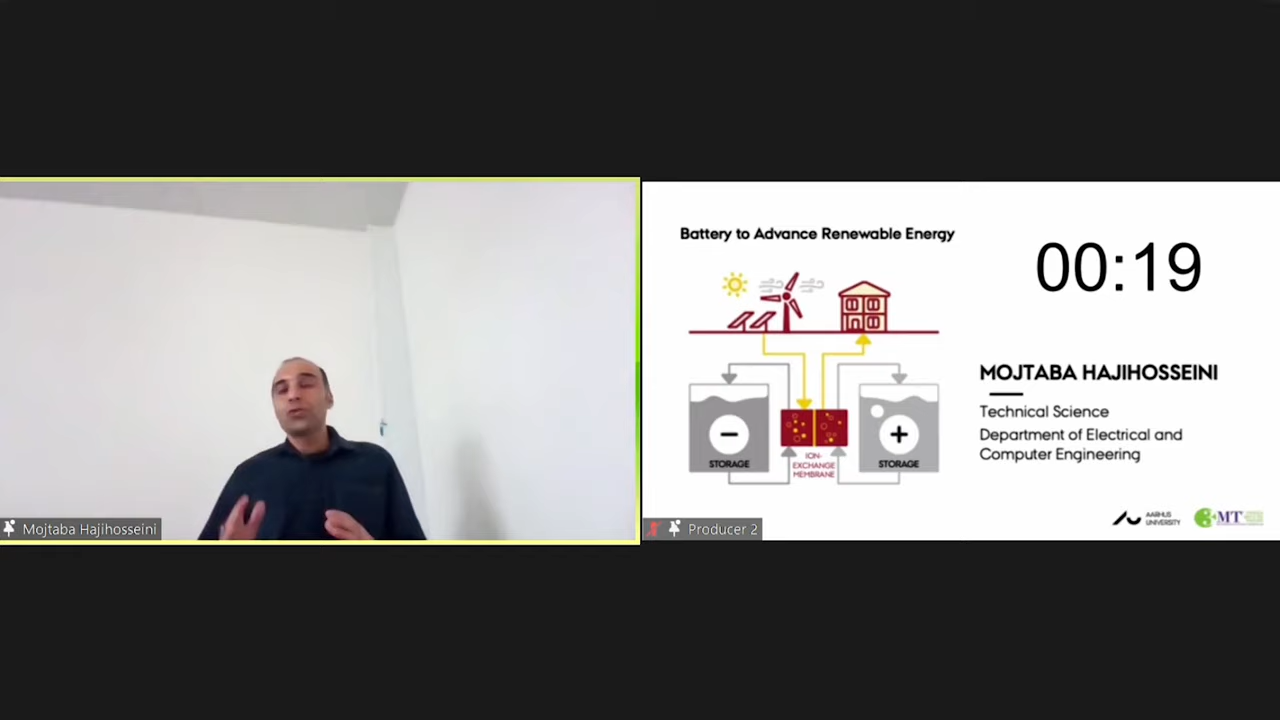 Mojtaba Hajihosseini
Battery to Advance Renewable Energy
STORAGE
ION-
EXCHANGE
MEMBRANE
STORAGE
00:19
MOJTABA HAJIHOSSEINI
Technical Science
Department of Electrical and
Computer Engineering
AARHUS
UNIVERSITY
MT
Producer 2